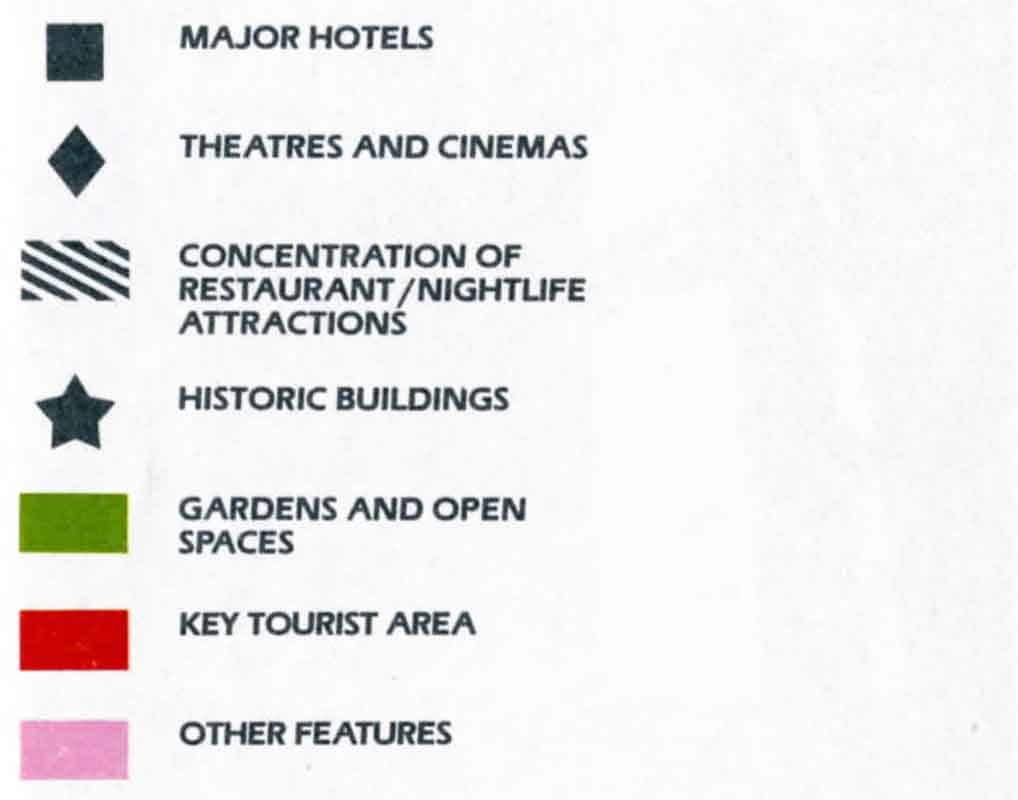 MAJOR HOTELS
THEATRES AND CINEMAS
CONCENTRATION OF
RESTAURANT/NIGHTLIFE
ATTRACTIONS
HISTORIC BUILDINGS
GARDENS AND OPEN
SPACES
KEY TOURIST AREA
OTHER FEATURES